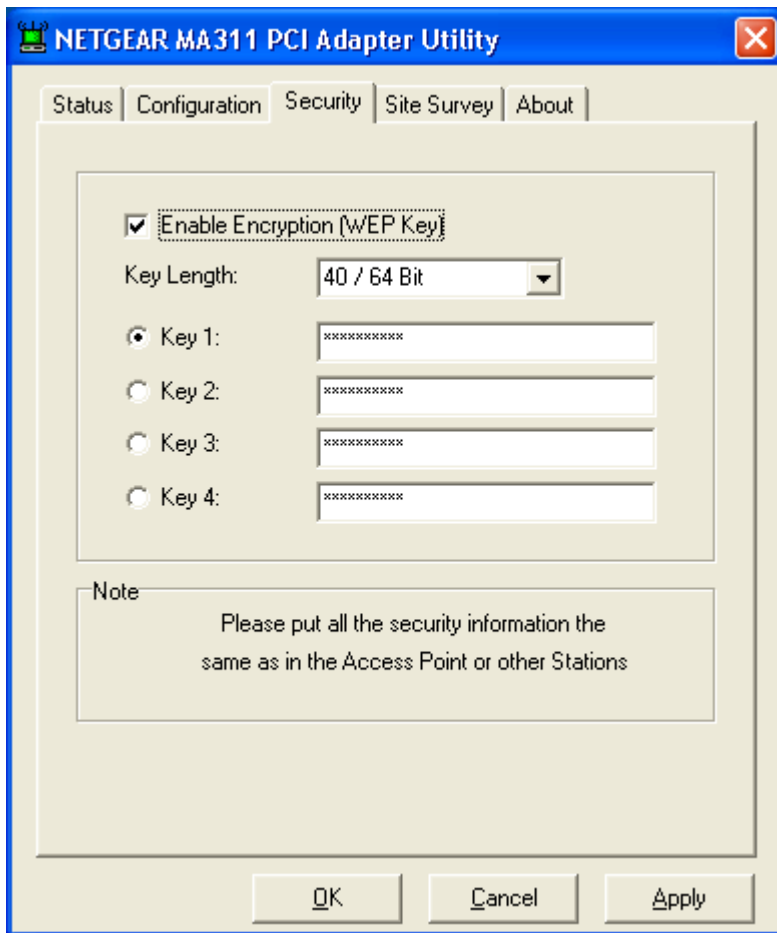 NETGEAR MA311 PCI Adapter Utility
Status Configuration Security Site Survey About
Enable Encryption (WEP Key)
Key Length: 40 / 64 Bit
Key 1: **********
Key 2: **********
Key 3: **********
Key 4: **********
Note
Please put all the security information the
same as in the Access Point or other Stations
OK Cancel Apply